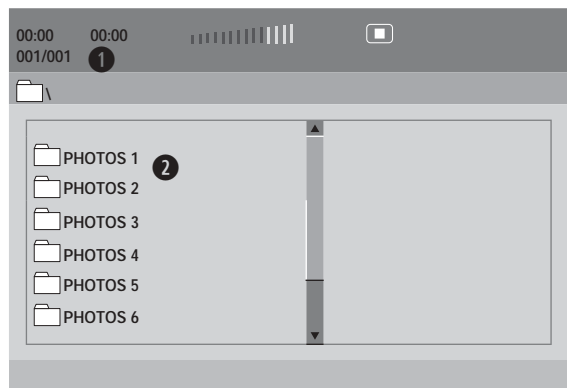 00:00 00:00
001/001 1
\
PHOTOS 1 2
PHOTOS 2
PHOTOS 3
PHOTOS 4
PHOTOS 5
PHOTOS 6